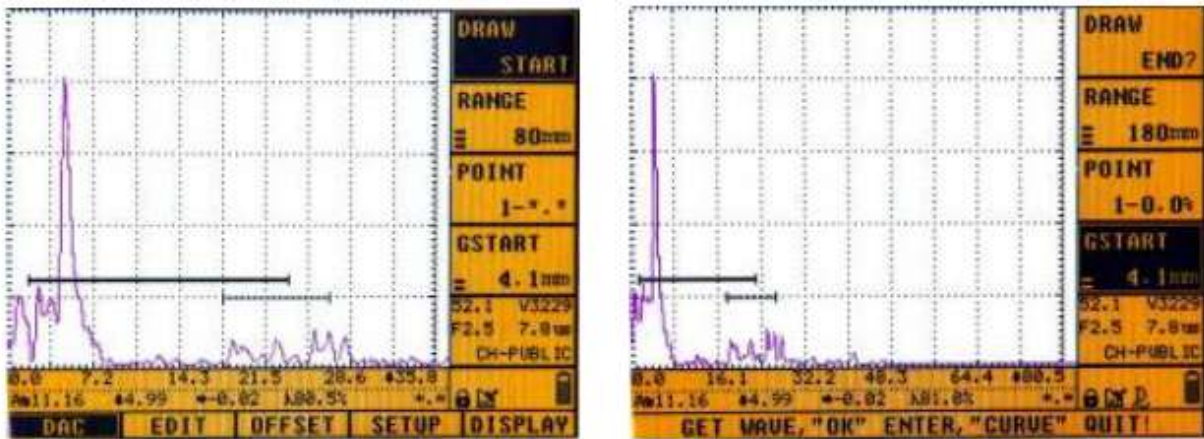 DRAW
START
RANGE
80mm
POINT
1-*.*
GSTART
4.1mm
52.1 V3229
F2.5 7.8us
CH-PUBLIC
0.0 7.2 14.3 21.5 28.6 35.8
11.16 4.99 -0.02 80.5% *.*
DAC EDIT OFFSET SETUP DISPLAY
DRAW
END?
RANGE
180mm
POINT
1-0.0%
GSTART
4.1mm
52.1 V3229
F2.5 7.8us
CH-PUBLIC
0.0 16.1 32.2 48.3 64.4 80.5
11.16 4.99 -0.02 81.0% *.*
GET WAVE,"OK" ENTER,"CURVE" QUIT!